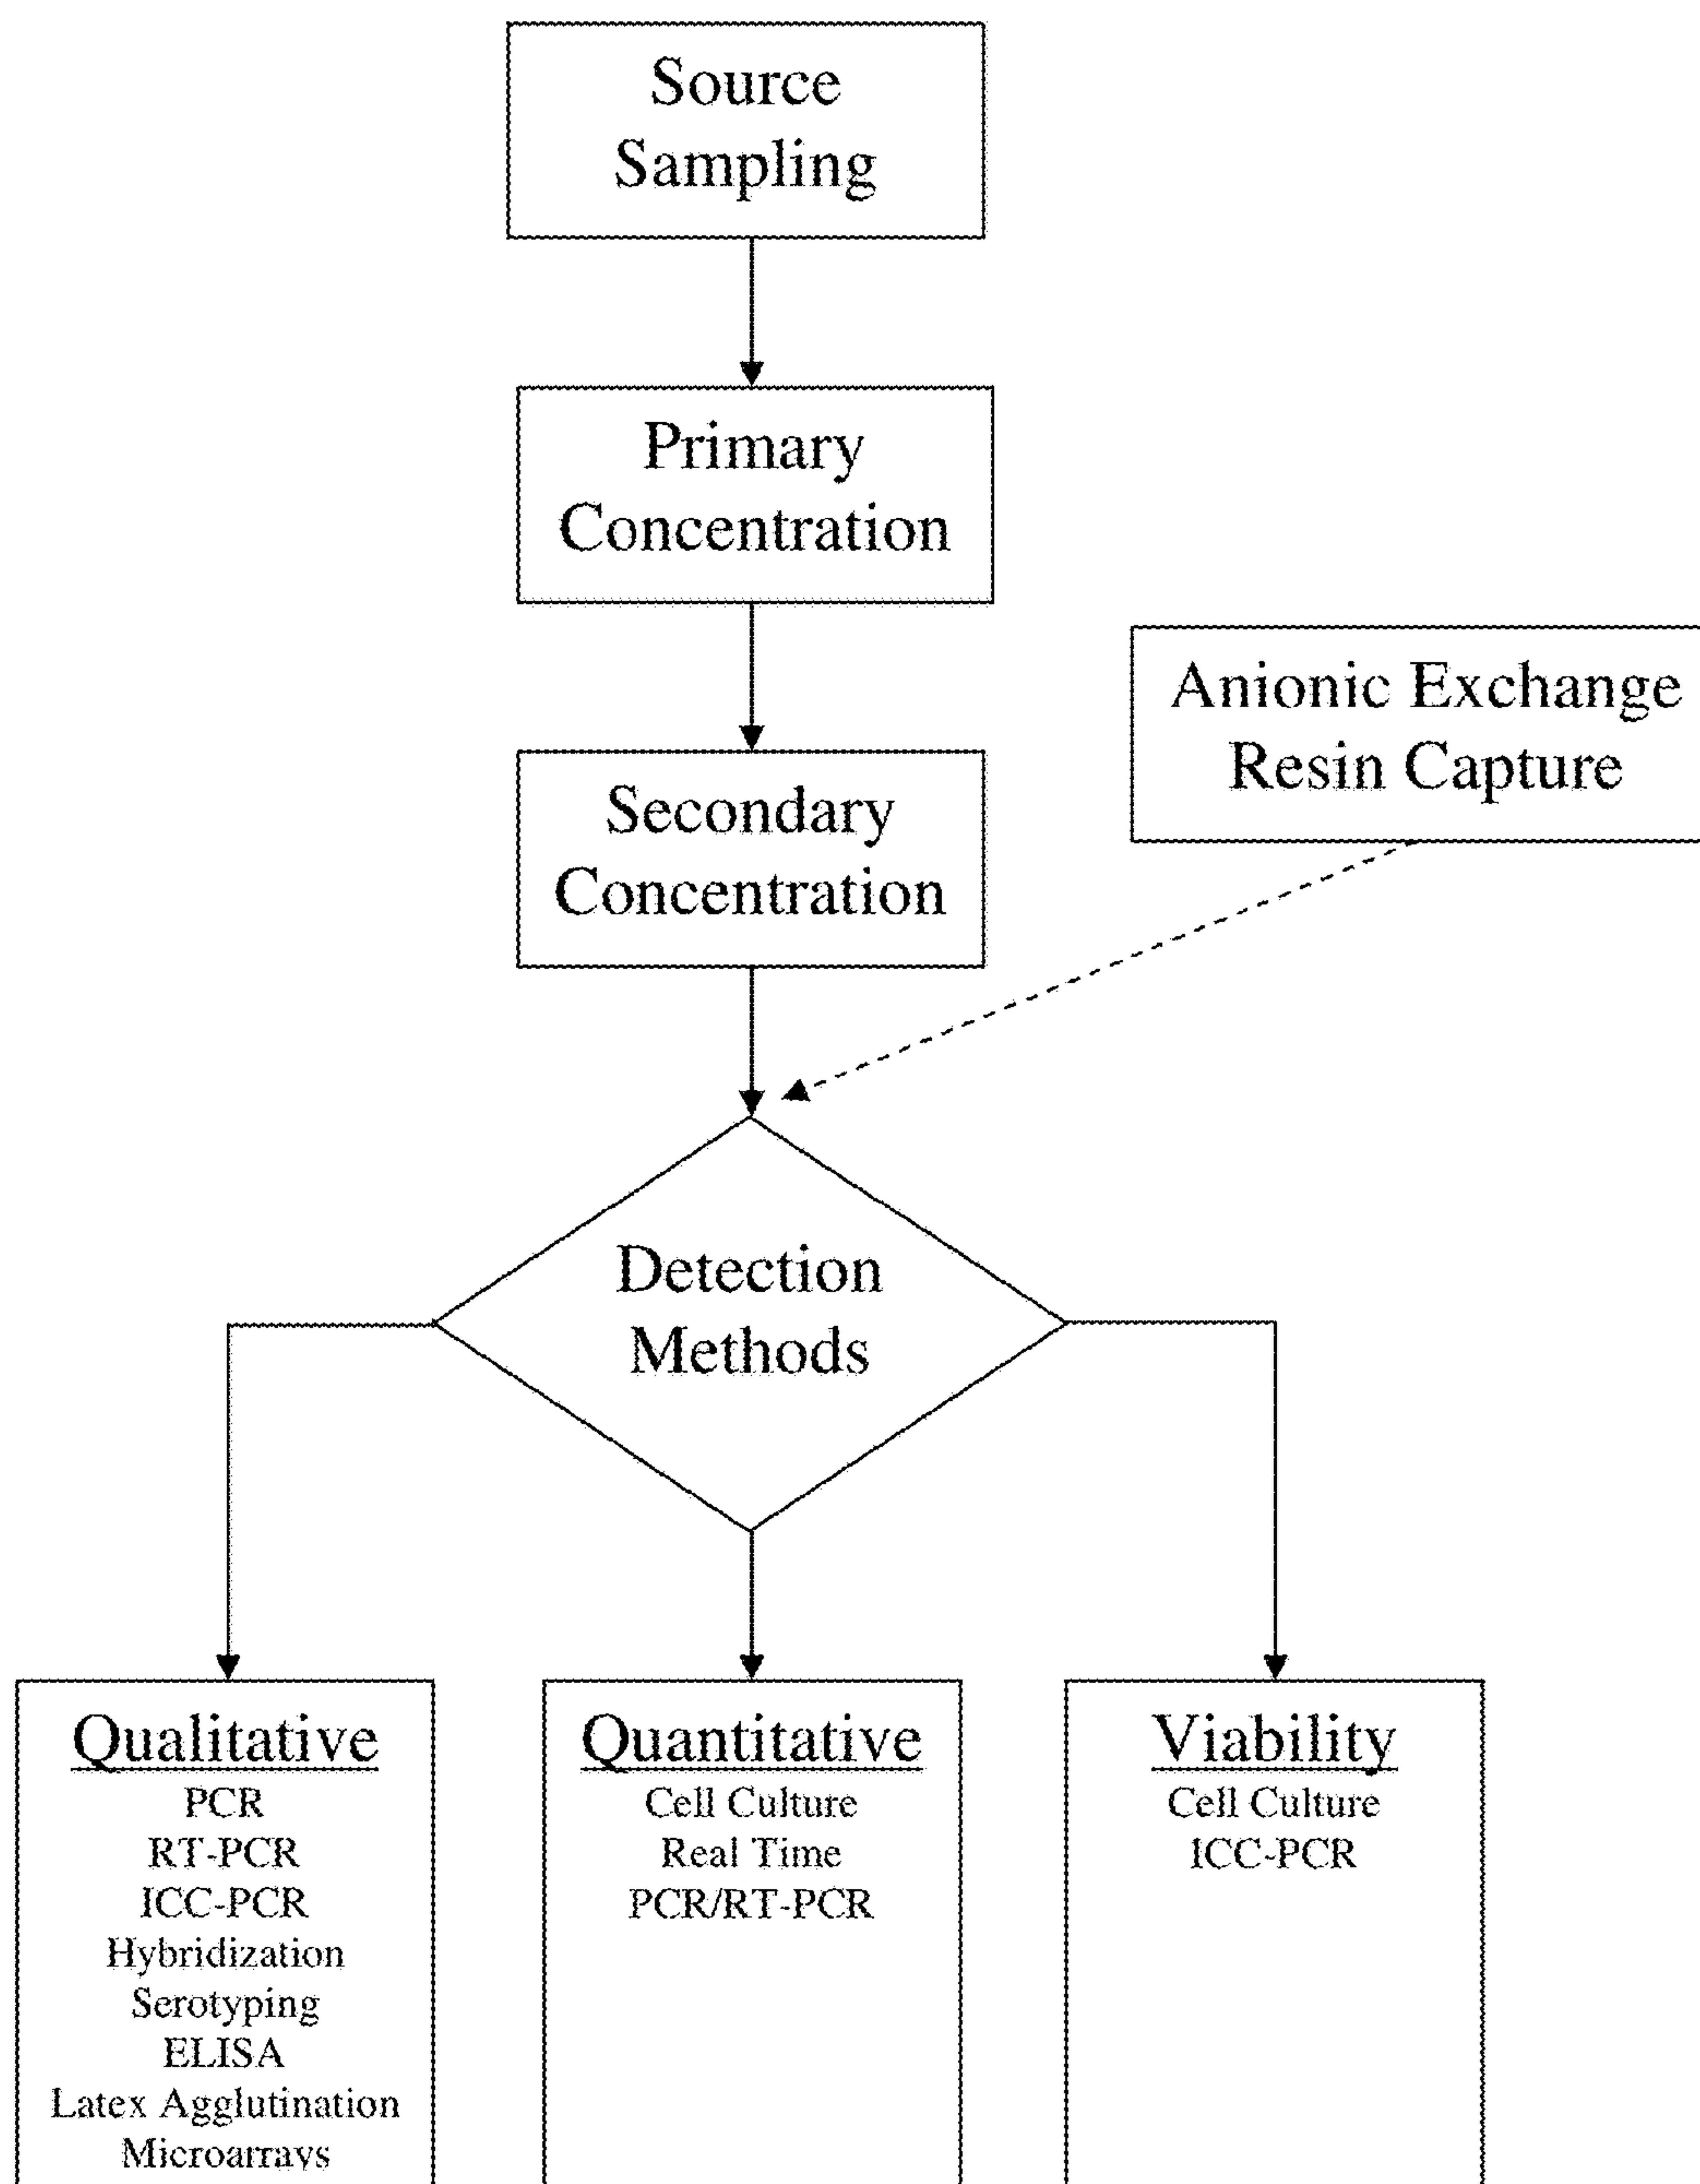 Source
Sampling
Primary
Concentration
Anionic Exchange
Resin Capture
Secondary
Concentration
Detection
Methods
Qualitative
PCR
RT-PCR
ICC-PCR
Hybridization
Serotyping
ELISA
Latex Agglutination
Microarrays
Quantitative
Cell Culture
Real Time
PCR/RT-PCR
Viability
Cell Culture
ICC-PCR